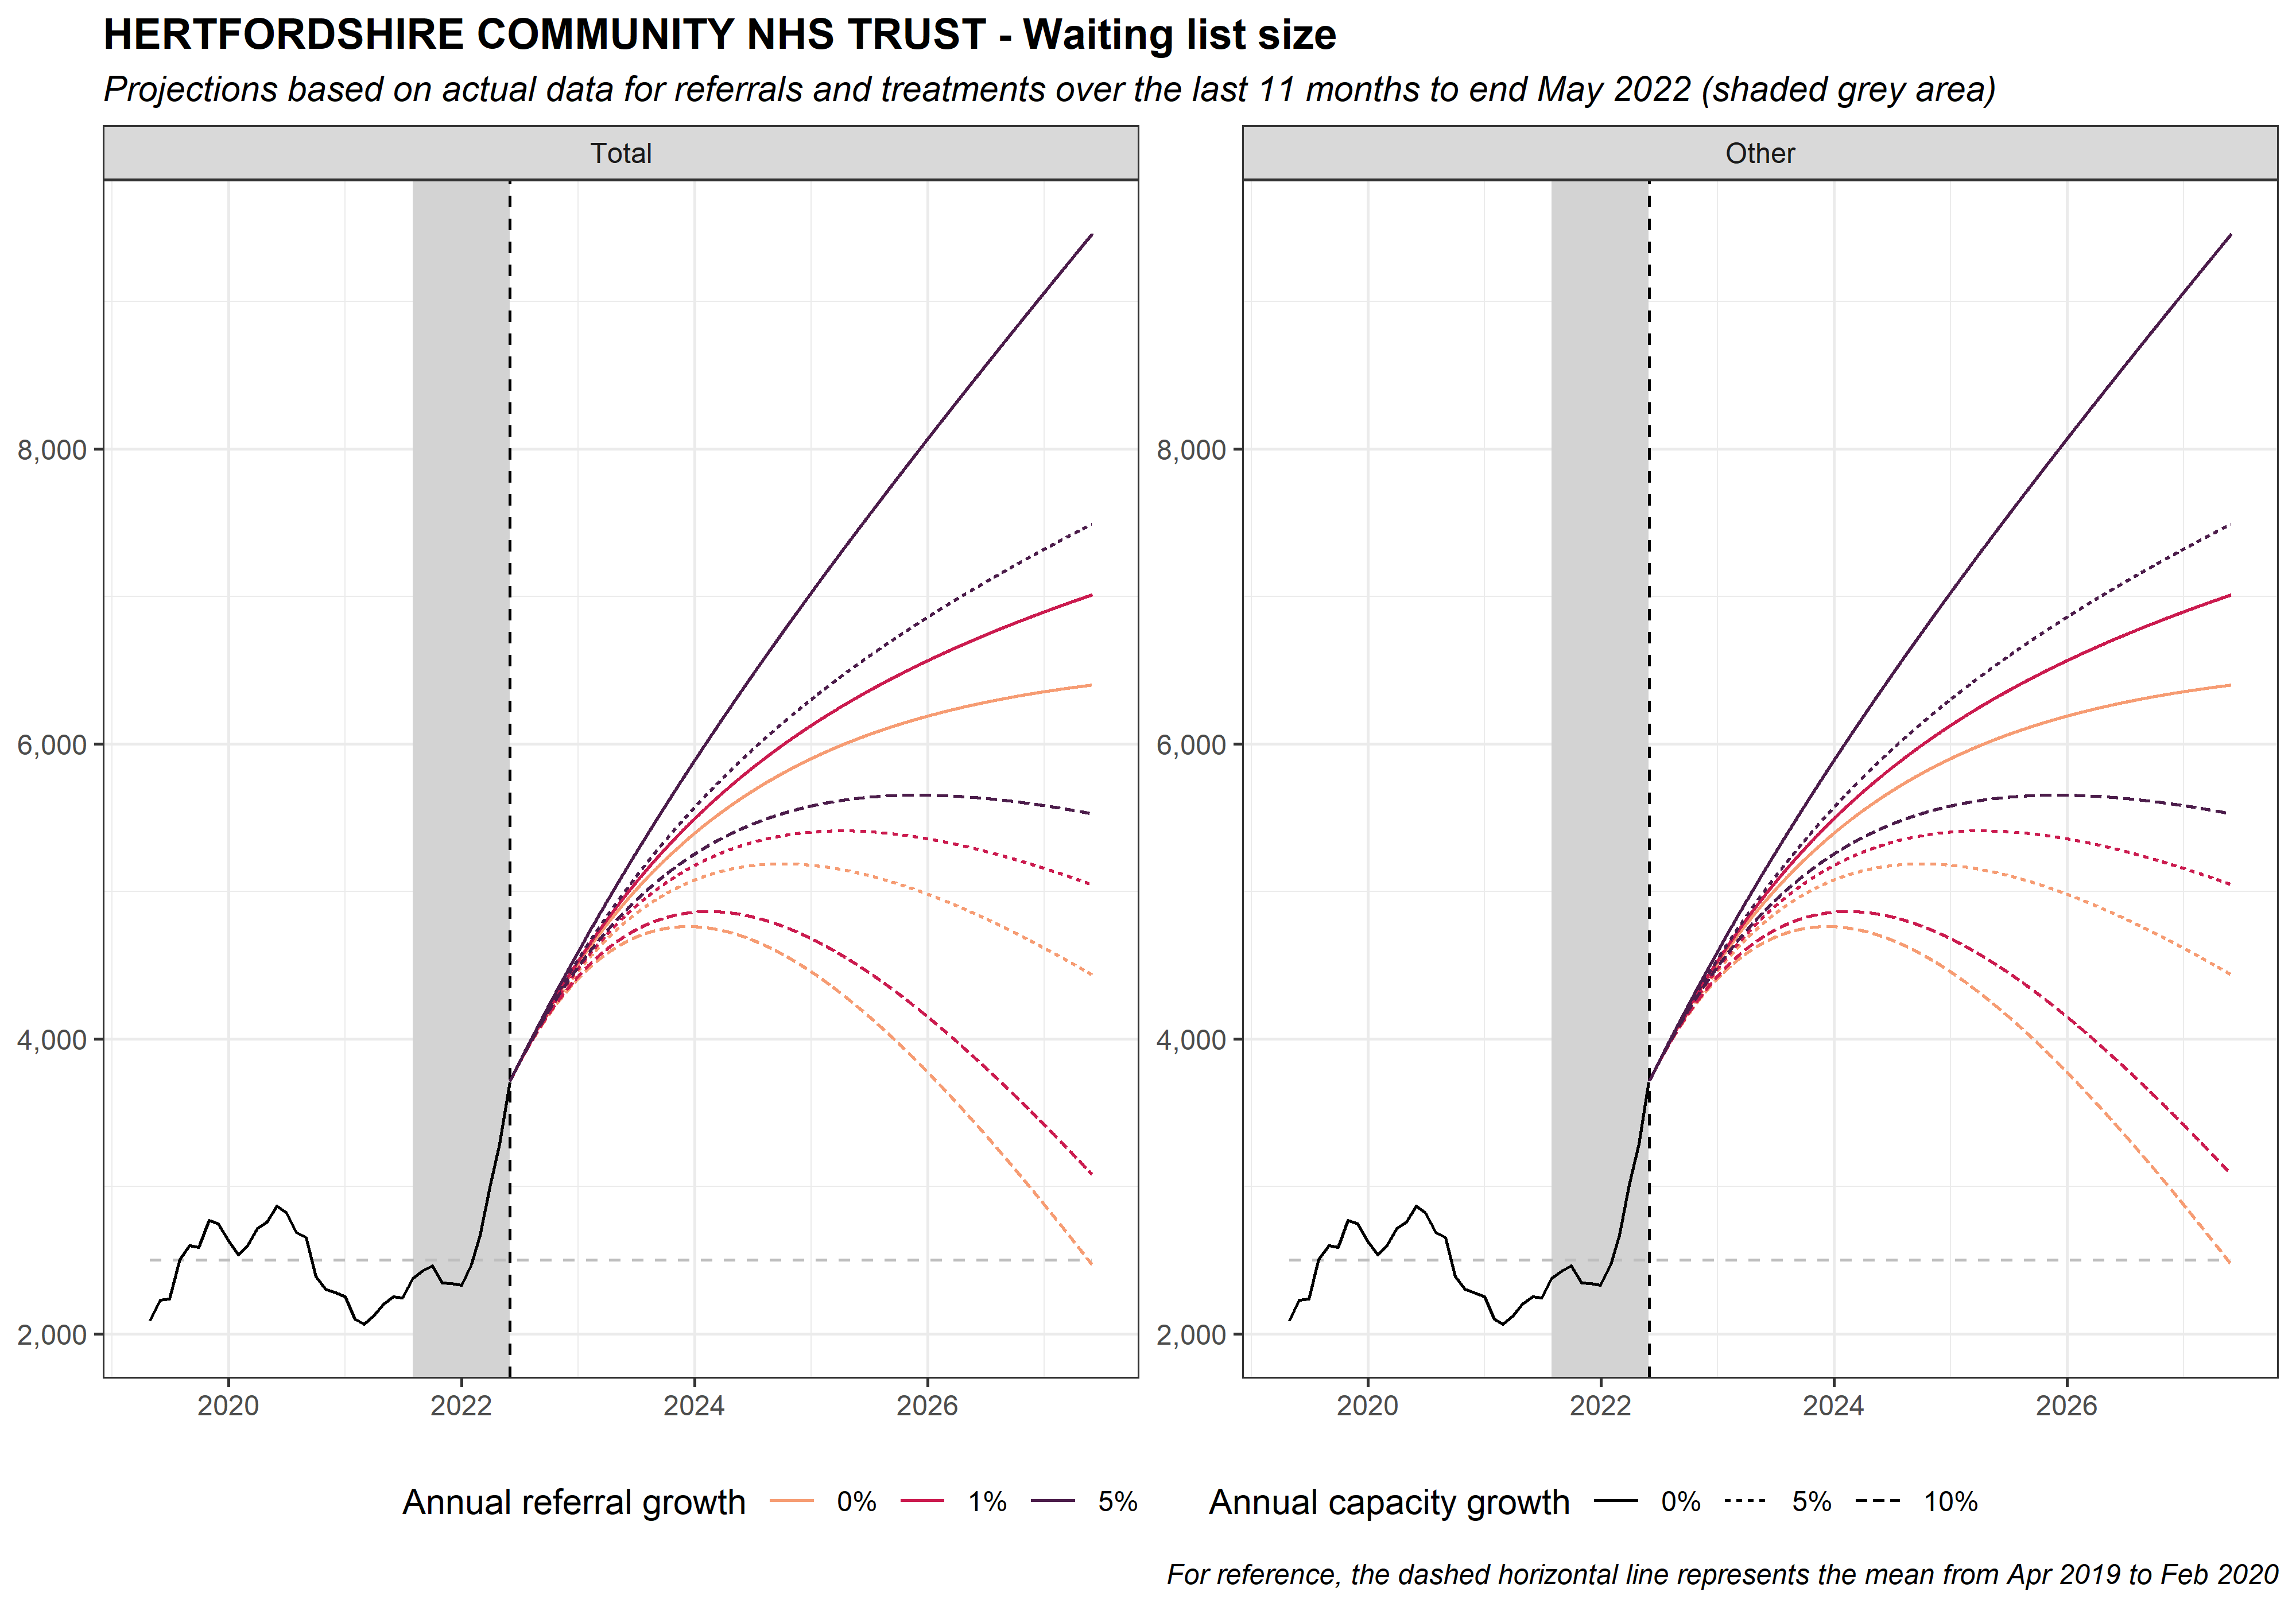 HERTFORDSHIRE COMMUNITY NHS TRUST - Waiting list size
Projections based on actual data for referrals and treatments over the last 11 months to end May 2022 (shaded grey area)
Total
Other
8,000
6,000
4,000
2,000
8,000
6,000
4,000
2,000
2020 2022 2024 2026
2020 2022 2024 2026
Annual referral growth 0% 1% 5%
Annual capacity growth 0% 5% 10%
For reference, the dashed horizontal line represents the mean from Apr 2019 to Feb 2020